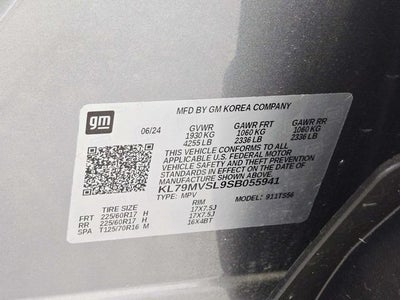 gm
MFD BY GM KOREA COMPANY
06/24 GVWR GAWR FRT GAWR RR
1930 KG 1060 KG 1060 KG
4255 LB 2336 LB 2336 LB
THIS VEHICLE CONFORMS TO ALL
APPLICABLE U.S. FEDERAL MOTOR
VEHICLE SAFETY AND THEFT PREVENTION
STANDARDS IN EFFECT ON THE DATE OF
MANUFACTURE SHOWN ABOVE.
KL79MVSL9SB055941
TYPE: MPV MODEL: 9111TS56
TIRE SIZE RIM
FRT 225/60R17 H 17X7.5J
RR 225/60R17 H 17X7.5J
SPA T125/70R16 M 16X4BT